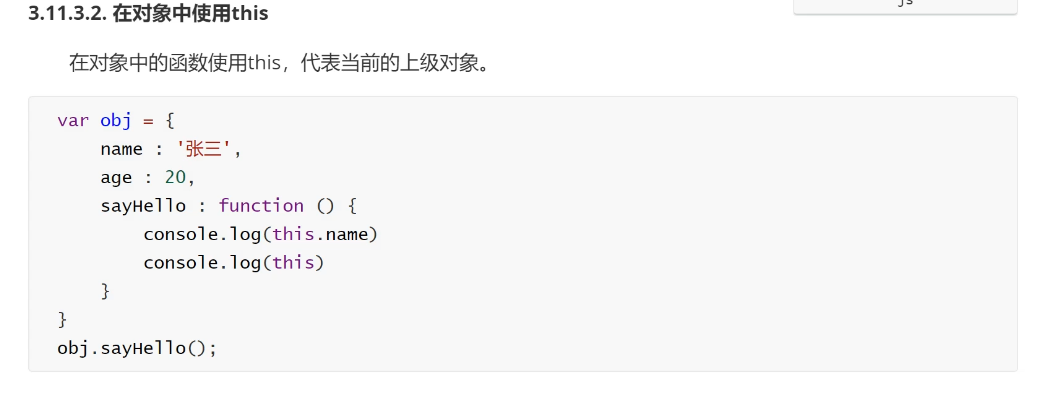 js
3.11.3.2. 在对象中使用this
在对象中的函数使用this，代表当前的上级对象。
var obj = {
    name : '张三',
    age : 20,
    sayHello : function () {
        console.log(this.name)
        console.log(this)
    }
}
obj.sayHello();